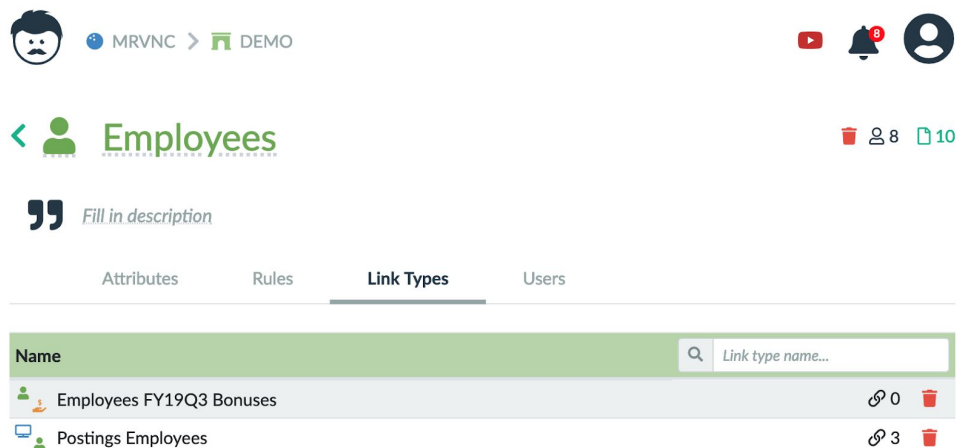 MRVNC > DEMO
8
Employees
8 10
Fill in description
Attributes Rules Link Types Users
Name Link type name...
Employees FY19Q3 Bonuses 0
Postings Employees 3